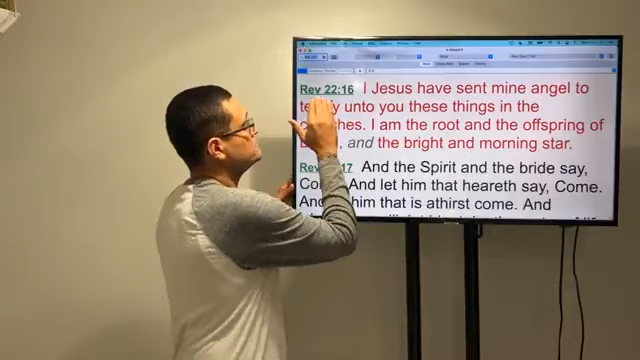 Rev 22:16 I Jesus have sent mine angel to
unto you these things in the
I am the root and the offspring of
and the bright and morning star.
17 And the Spirit and the bride say,
And let him that heareth say, Come.
him that is athirst come. And